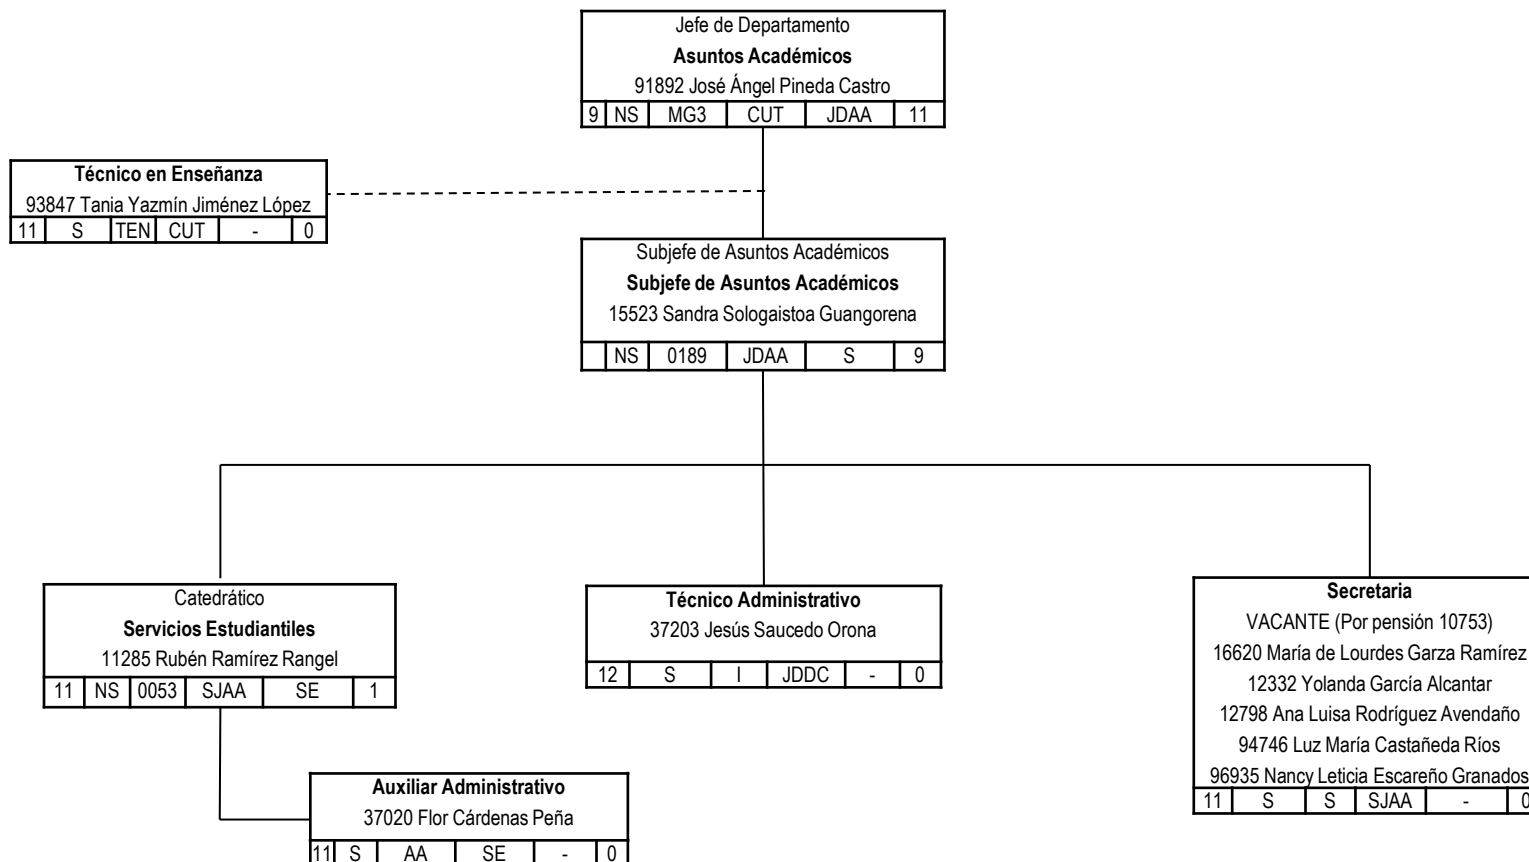 Jefe de Departamento
Asuntos Académicos
91892 José Ángel Pineda Castro
9 NS MG3 CUT JDAA 11
Técnico en Enseñanza
93847 Tania Yazmín Jiménez López
11 S TEN CUT - 0
Subjefe de Asuntos Académicos
Subjefe de Asuntos Académicos
15523 Sandra Sologaistoa Guangorena
NS 0189 JDAA S 9
Catedrático
Servicios Estudiantiles
11285 Rubén Ramírez Rangel
11 NS 0053 SJAA SE 1
Técnico Administrativo
37203 Jesús Saucedo Orona
12 S I JDDC - 0
Secretaria
VACANTE (Por pensión 10753)
16620 María de Lourdes Garza Ramírez
12332 Yolanda García Alcantar
12798 Ana Luisa Rodríguez Avendaño
94746 Luz María Castañeda Ríos
96935 Nancy Leticia Escareño Granados
11 S S SJAA - 0
Auxiliar Administrativo
37020 Flor Cárdenas Peña
11 S AA SE - 0